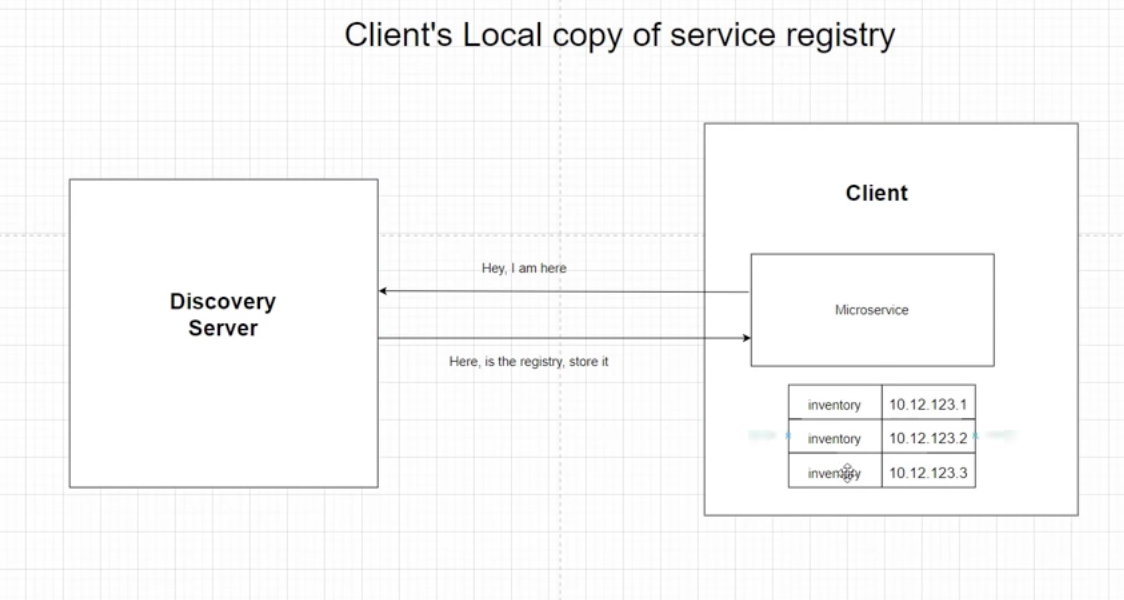 Client's Local copy of service registry
Client
Hey, I am here
Discovery
Server
Microservice
Here, is the registry, store it
inventory 10.12.123.1
inventory 10.12.123.2
inventory 10.12.123.3